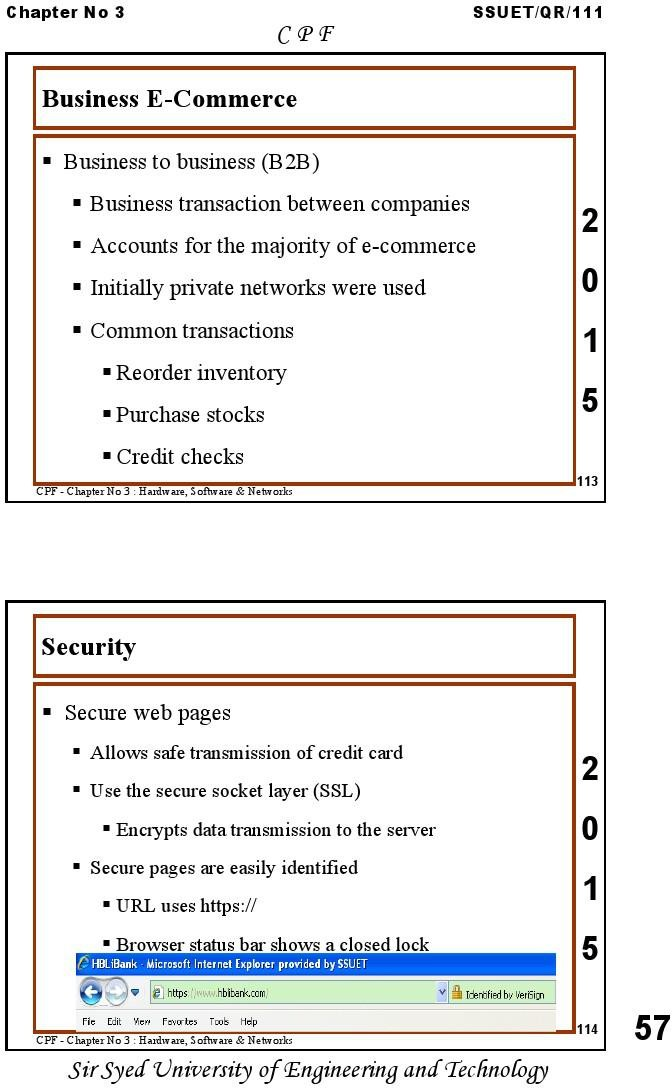 Chapter No 3 SSUET/QR/111
CPF
Business E-Commerce
▪ Business to business (B2B)
▪ Business transaction between companies
▪ Accounts for the majority of e-commerce
▪ Initially private networks were used
▪ Common transactions
▪ Reorder inventory
▪ Purchase stocks
▪ Credit checks
2
0
1
5
113
CPF - Chapter No 3 : Hardware, Software & Networks
Security
▪ Secure web pages
▪ Allows safe transmission of credit card
▪ Use the secure socket layer (SSL)
▪ Encrypts data transmission to the server
▪ Secure pages are easily identified
▪ URL uses https://
▪ Browser status bar shows a closed lock
HBLiBank - Microsoft Internet Explorer provided by SSUET
https://www.hblibank.com/ Identified by VeriSign
File Edit View Favorites Tools Help
2
0
1
5
114
CPF - Chapter No 3 : Hardware, Software & Networks
57
Sir Syed University of Engineering and Technology